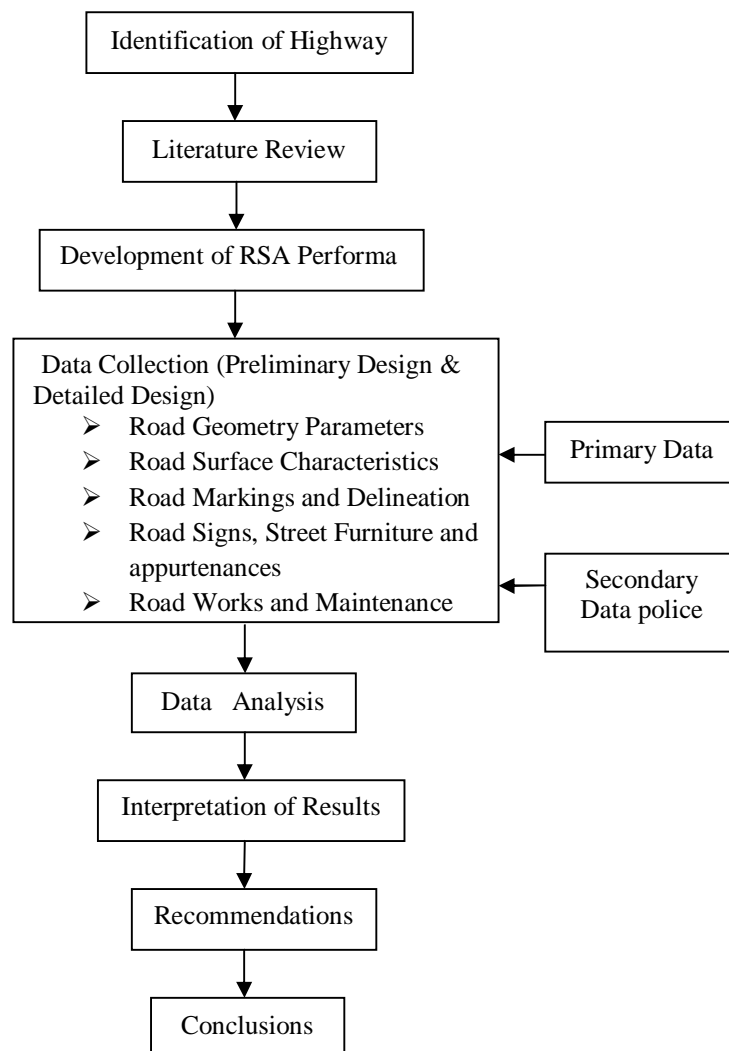 Identification of Highway
Literature Review
Development of RSA Performa
Data Collection (Preliminary Design &
Detailed Design)
➢ Road Geometry Parameters
➢ Road Surface Characteristics
➢ Road Markings and Delineation
➢ Road Signs, Street Furniture and
appurtenances
➢ Road Works and Maintenance
Primary Data
Secondary
Data police
Data Analysis
Interpretation of Results
Recommendations
Conclusions